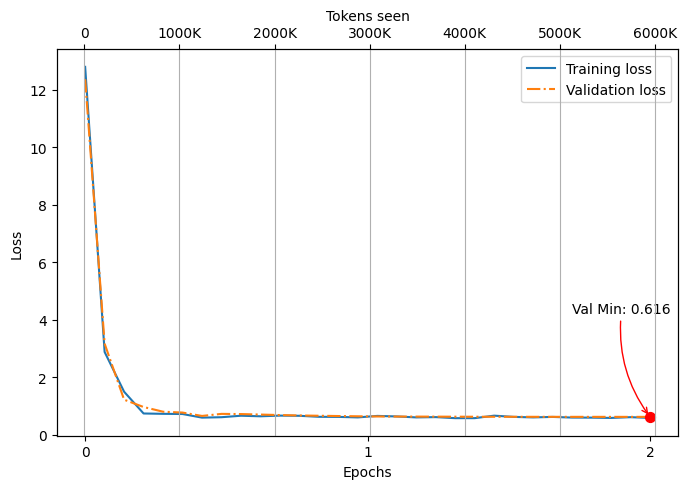 Tokens seen
0 1000K 2000K 3000K 4000K 5000K 6000K
Training loss
Validation loss
12
10
8
6
4
2
0
Loss
Val Min: 0.616
0 1 2
Epochs